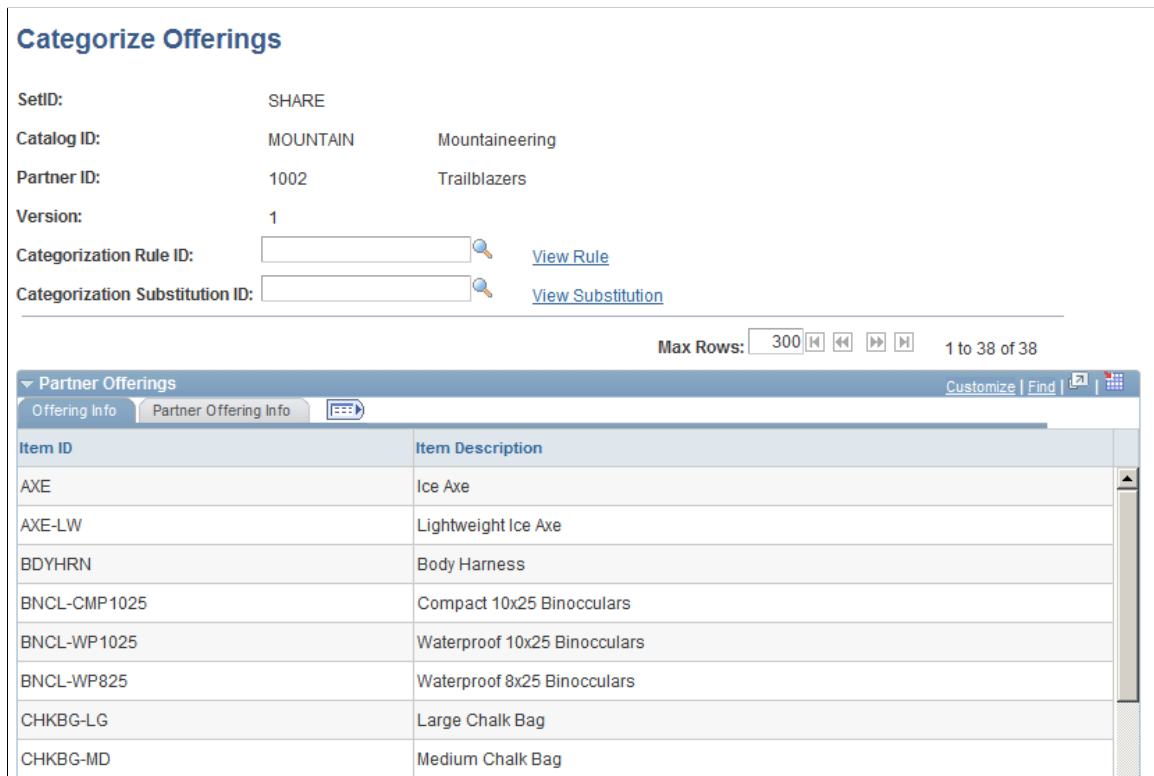 Categorize Offerings
SetID: SHARE
Catalog ID: MOUNTAIN Mountaineering
Partner ID: 1002 Trailblazers
Version: 1
Categorization Rule ID: View Rule
Categorization Substitution ID: View Substitution
Max Rows: 300 1 to 38 of 38
Partner Offerings Customize | Find | |
Offering Info Partner Offering Info
Item ID Item Description
AXE Ice Axe
AXE-LW Lightweight Ice Axe
BDYHRN Body Harness
BNCL-CMP1025 Compact 10x25 Binocculars
BNCL-WP1025 Waterproof 10x25 Binocculars
BNCL-WP825 Waterproof 8x25 Binocculars
CHKBG-LG Large Chalk Bag
CHKBG-MD Medium Chalk Bag